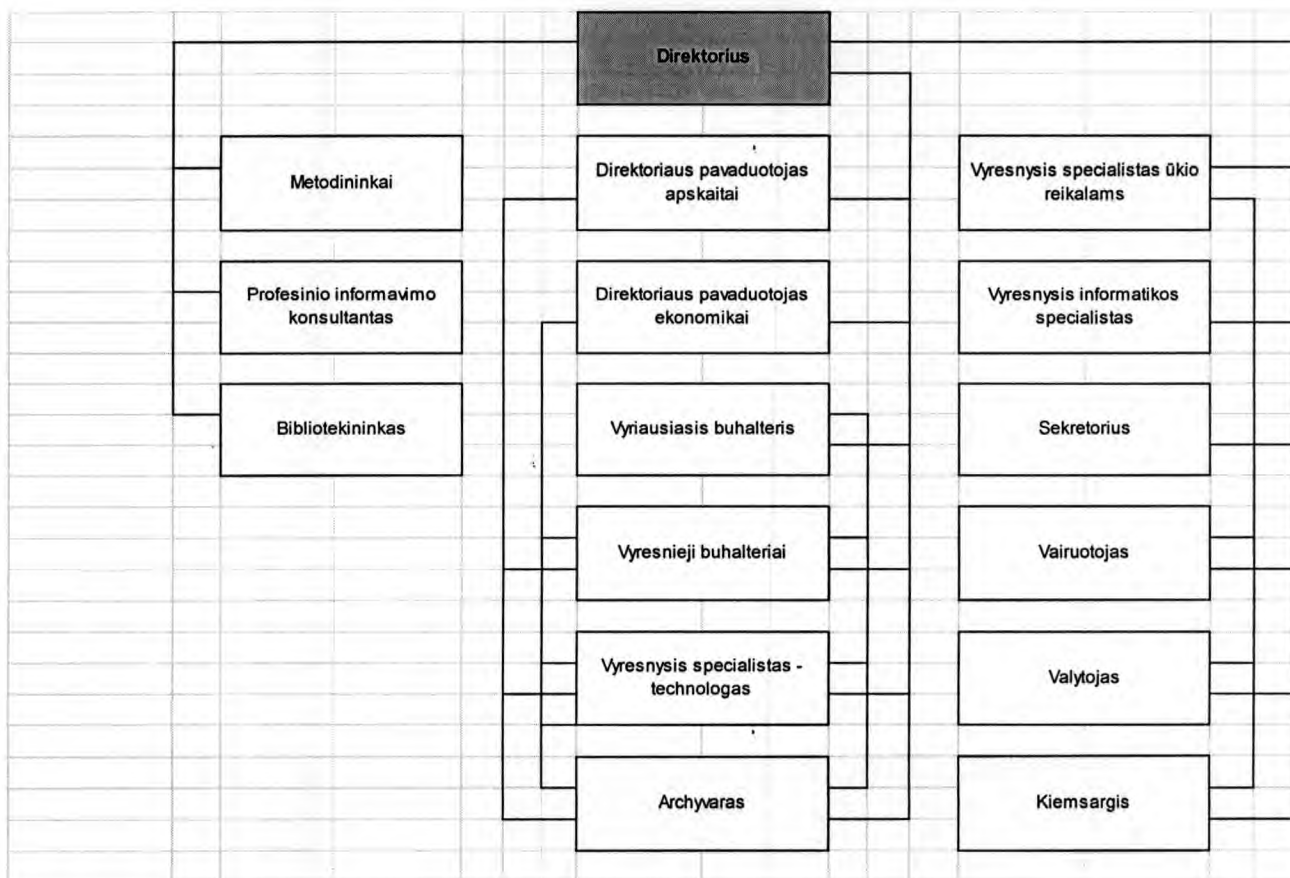 Direktorius
Metodininkai
Direktoriaus pavaduotojas
apskaitai
Vyresnysis specialistas ūkio
reikalams
Profesinio informavimo
konsultantas
Direktoriaus pavaduotojas
ekonomikai
Vyresnysis informatikos
specialistas
Bibliotekininkas
Vyriausiasis buhalteris
Sekretorius
Vyresnieji buhalteriai
Vairuotojas
Vyresnysis specialistas -
technologas
Valytojas
Archyvaras
Kiemsargis